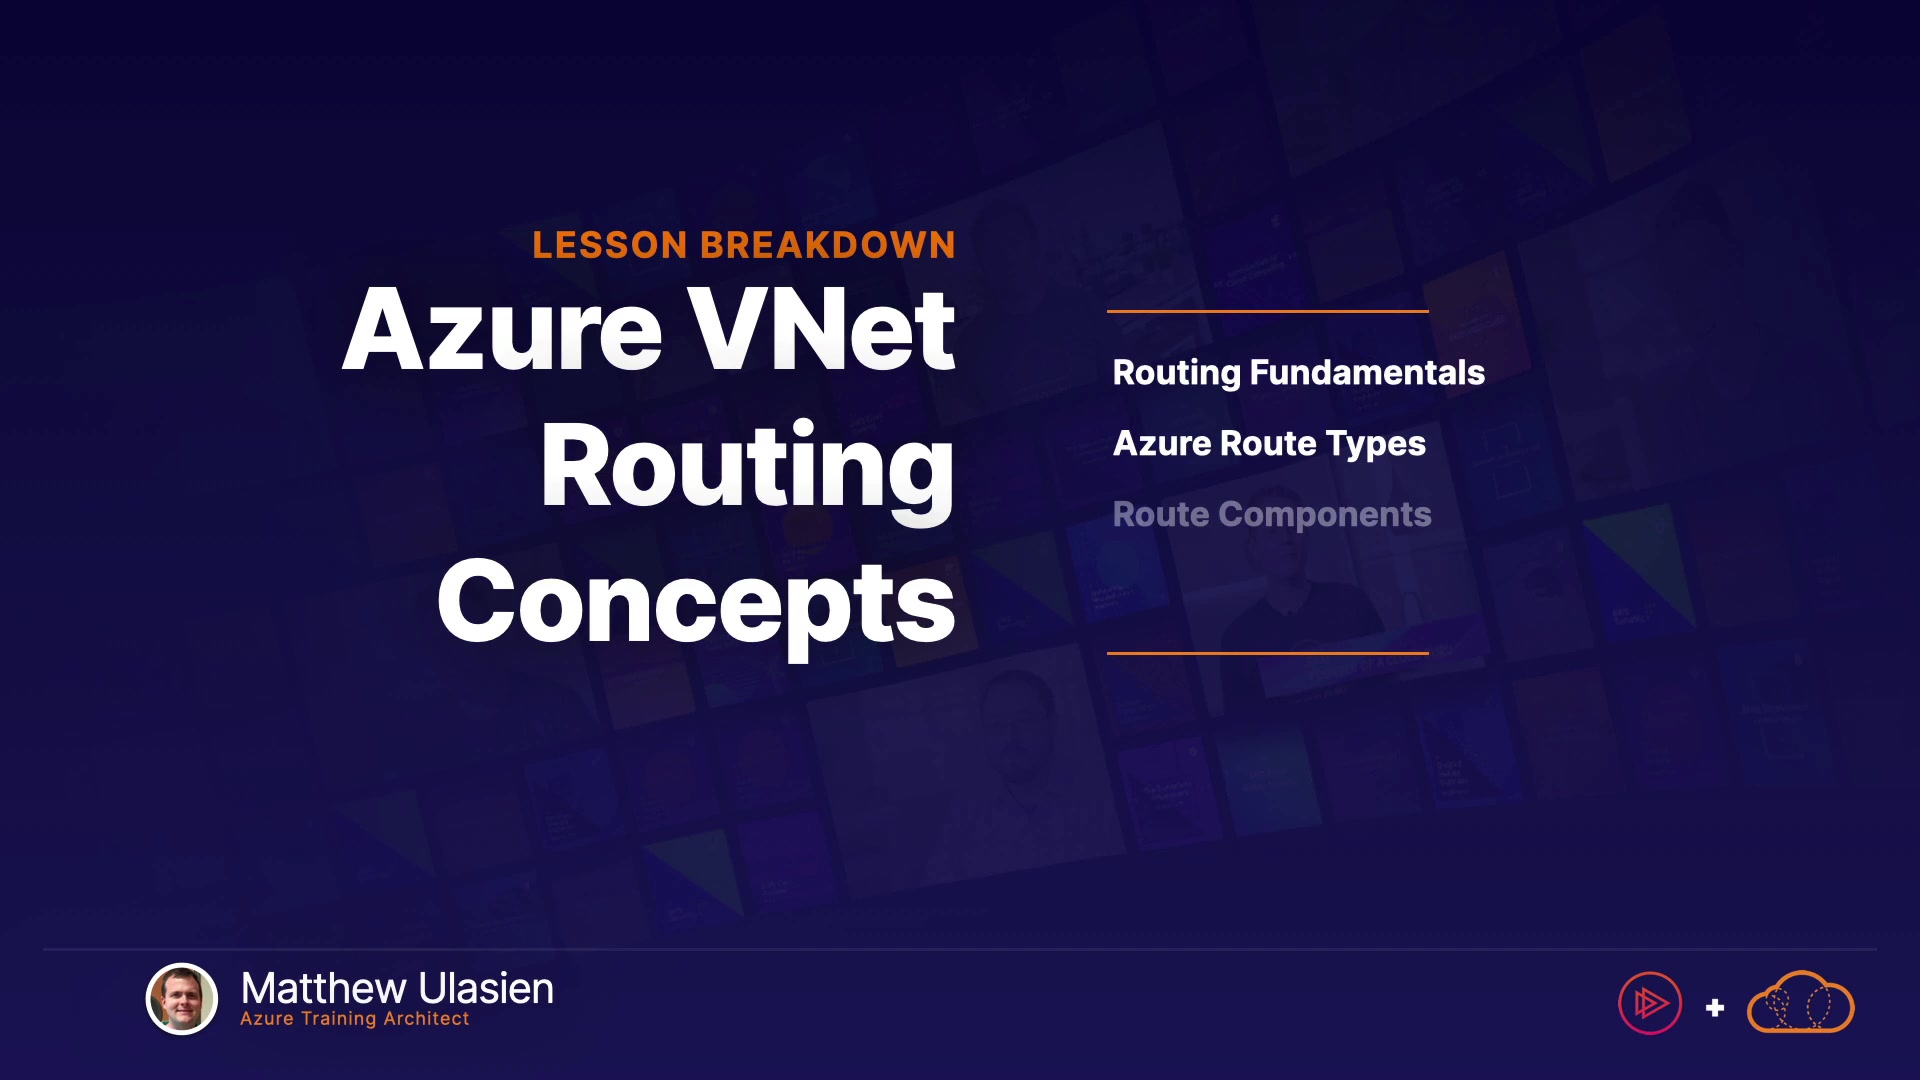 LESSON BREAKDOWN
Azure VNet
Routing
Concepts
Routing Fundamentals
Azure Route Types
Route Components
Matthew Ulasien
Azure Training Architect